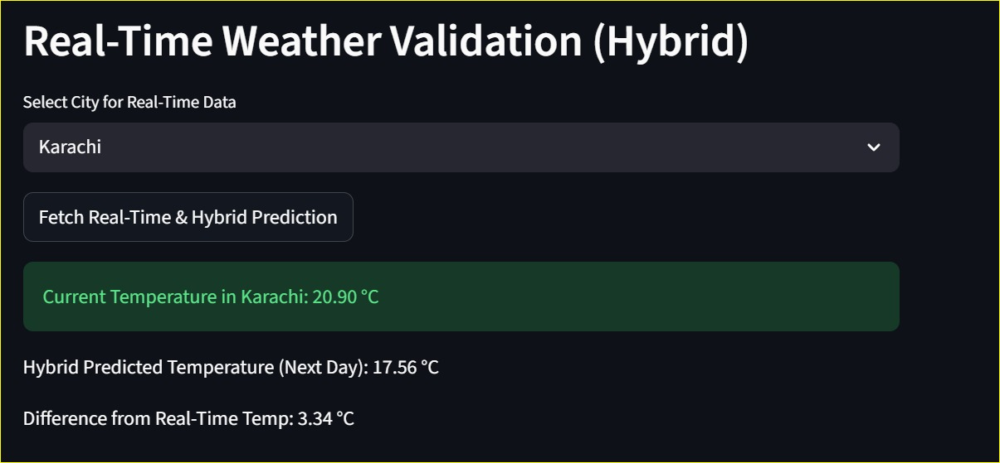 Real-Time Weather Validation (Hybrid)
Select City for Real-Time Data
Karachi
Fetch Real-Time & Hybrid Prediction
Current Temperature in Karachi: 20.90 °C
Hybrid Predicted Temperature (Next Day): 17.56 °C
Difference from Real-Time Temp: 3.34 °C